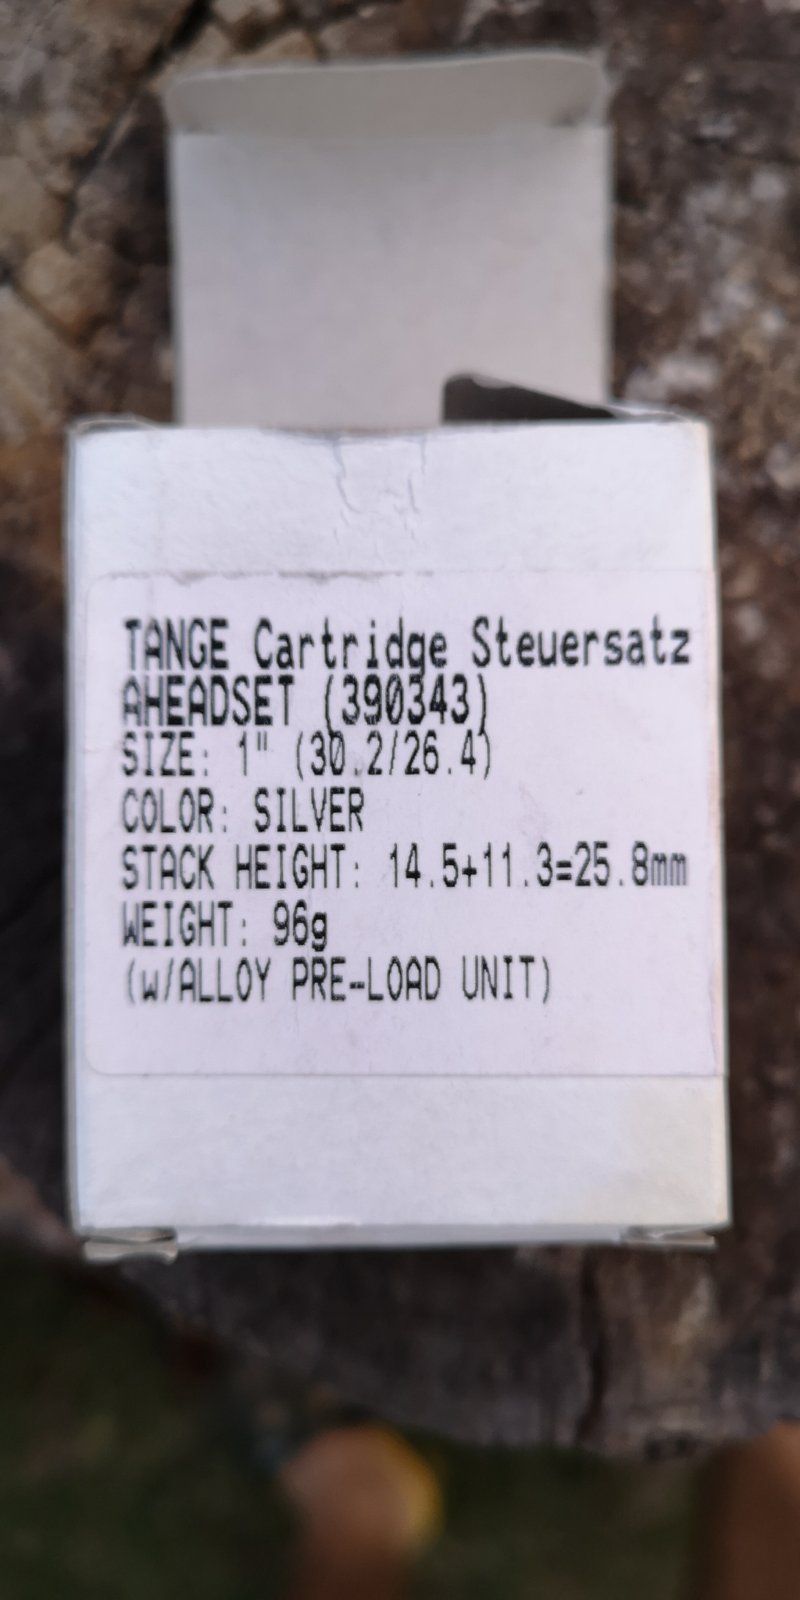 TANGE Cartridge Steuersatz
AHEADSET (390343)
SIZE: 1" (30.2/26.4)
COLOR: SILVER
STACK HEIGHT: 14.5+11.3=25.8mm
WEIGHT: 96g
(w/ALLOY PRE-LOAD UNIT)